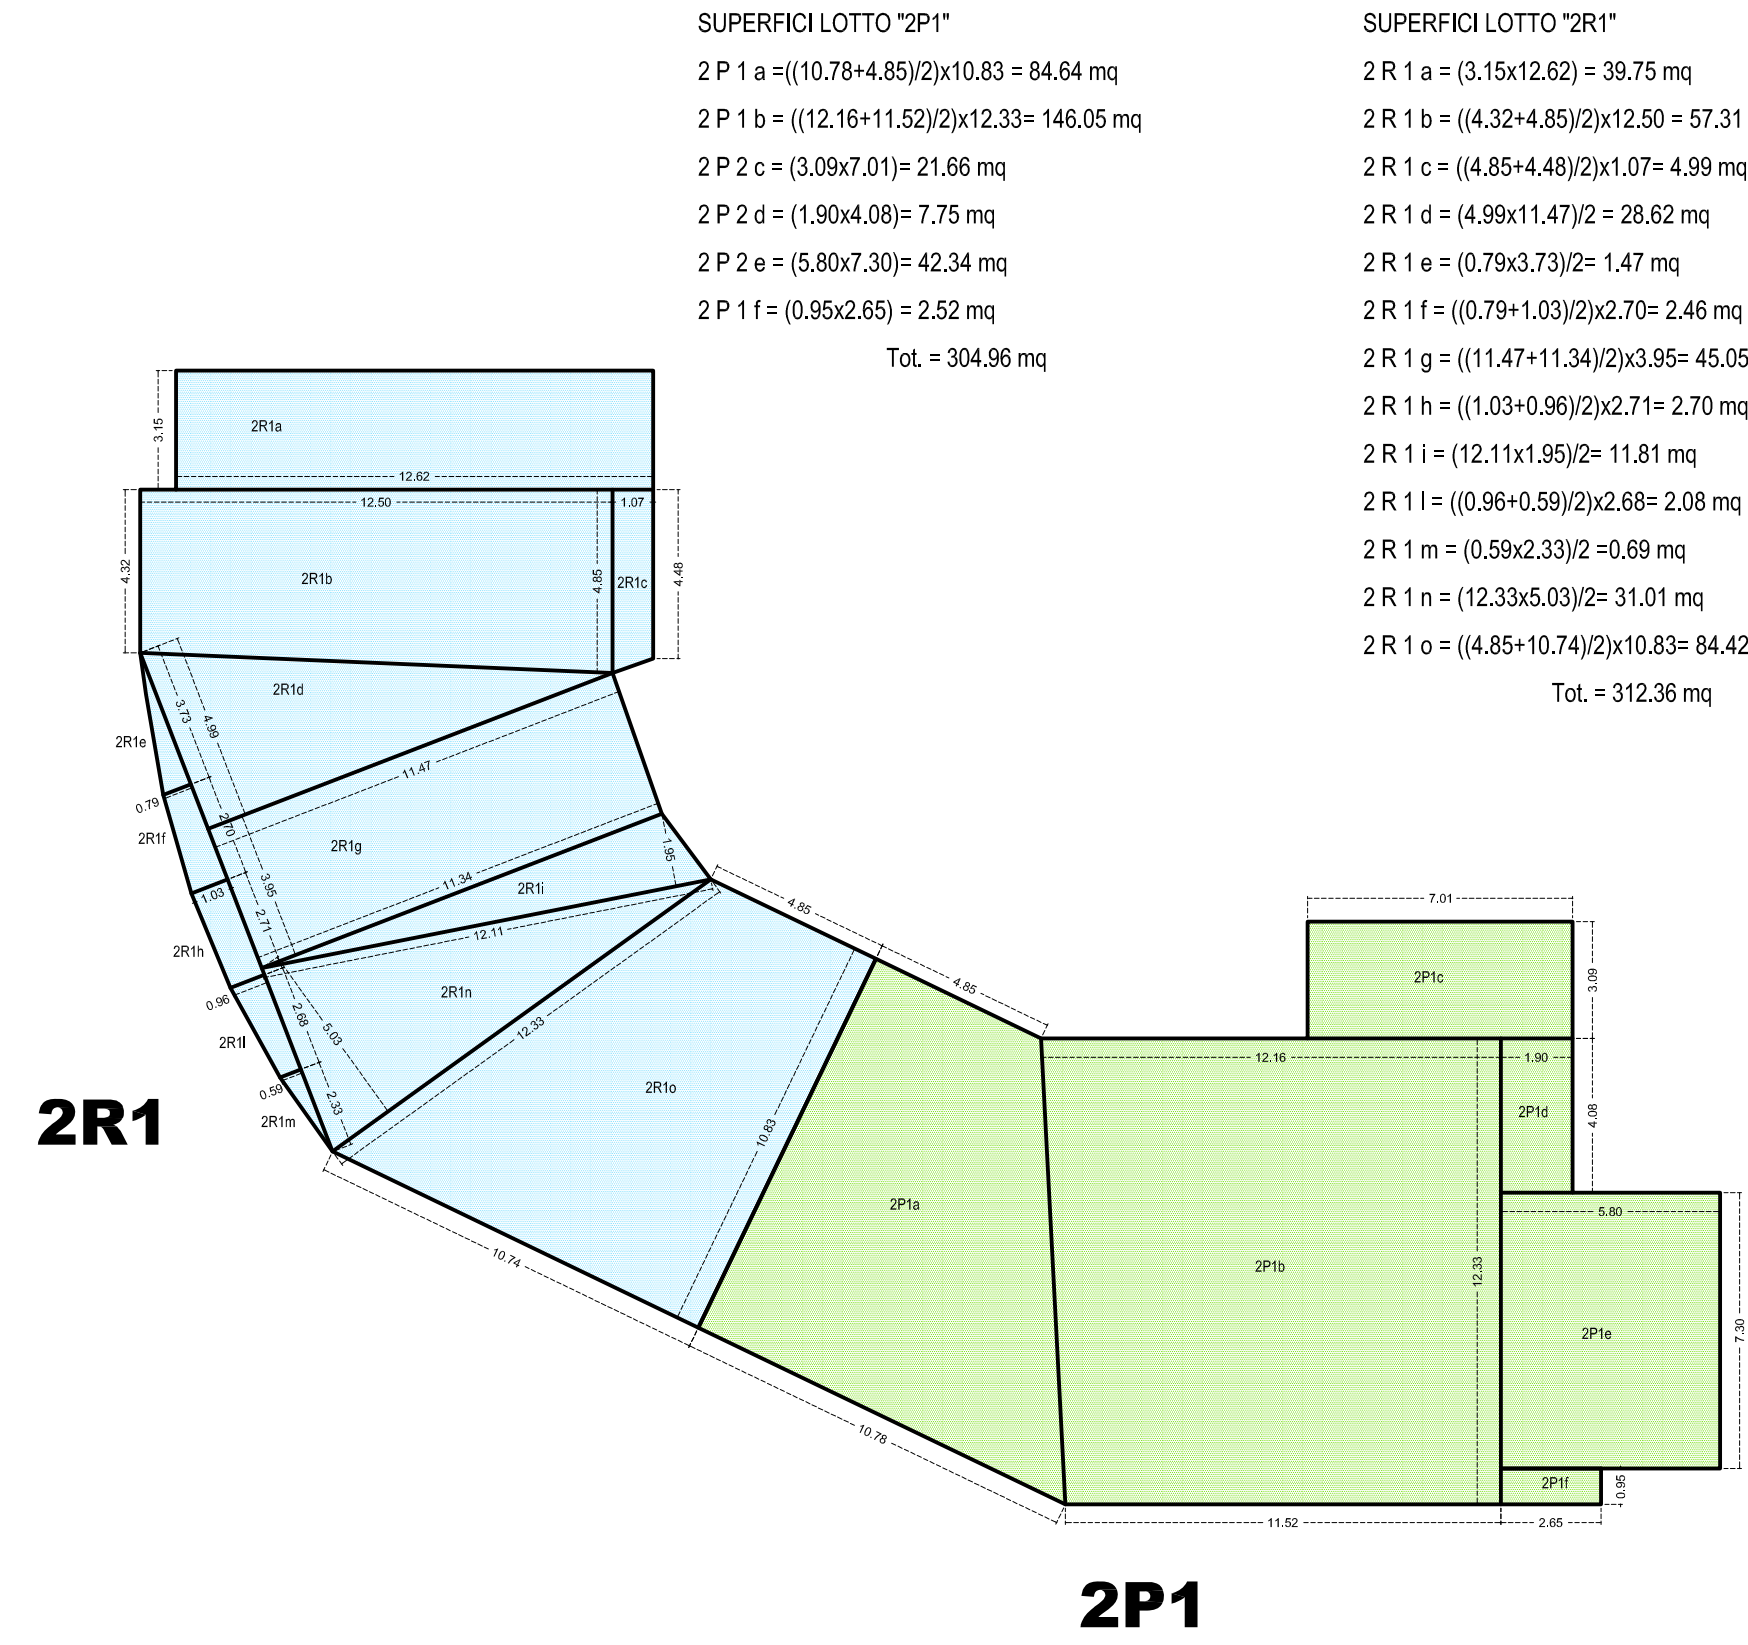 SUPERFICI LOTTO "2P1"
2 P 1 a =((10.78+4.85)/2)x10.83 = 84.64 mq
2 P 1 b = ((12.16+11.52)/2)x12.33= 146.05 mq
2 P 2 c = (3.09x7.01)= 21.66 mq
2 P 2 d = (1.90x4.08)= 7.75 mq
2 P 2 e = (5.80x7.30)= 42.34 mq
2 P 1 f = (0.95x2.65) = 2.52 mq
Tot. = 304.96 mq
SUPERFICI LOTTO "2R1"
2 R 1 a = (3.15x12.62) = 39.75 mq
2 R 1 b = ((4.32+4.85)/2)x12.50 = 57.31
2 R 1 c = ((4.85+4.48)/2)x1.07= 4.99 mq
2 R 1 d = (4.99x11.47)/2 = 28.62 mq
2 R 1 e = (0.79x3.73)/2= 1.47 mq
2 R 1 f = ((0.79+1.03)/2)x2.70= 2.46 mq
2 R 1 g = ((11.47+11.34)/2)x3.95= 45.05
2 R 1 h = ((1.03+0.96)/2)x2.71= 2.70 mq
2 R 1 i = (12.11x1.95)/2= 11.81 mq
2 R 1 l = ((0.96+0.59)/2)x2.68= 2.08 mq
2 R 1 m = (0.59x2.33)/2 =0.69 mq
2 R 1 n = (12.33x5.03)/2= 31.01 mq
2 R 1 o = ((4.85+10.74)/2)x10.83= 84.42
Tot. = 312.36 mq
3.15
2R1a
12.62
12.50
1.07
4.32
2R1b
4.85
2R1c
4.48
2R1d
3.73
4.99
2R1e
11.47
0.79
2.70
2R1f
2R1g
1.95
11.34
2R1i
3.95
1.03
2.71
12.11
2R1h
2R1n
0.96
2.68
5.03
12.33
2R1l
0.59
2.33
2R1m
2R1o
10.83
10.74
4.85
4.85
2R1
7.01
2P1c
3.09
12.16
1.90
2P1d
4.08
2P1a
5.80
2P1b
12.33
2P1e
7.30
10.78
2P1f
0.95
11.52
2.65
2P1